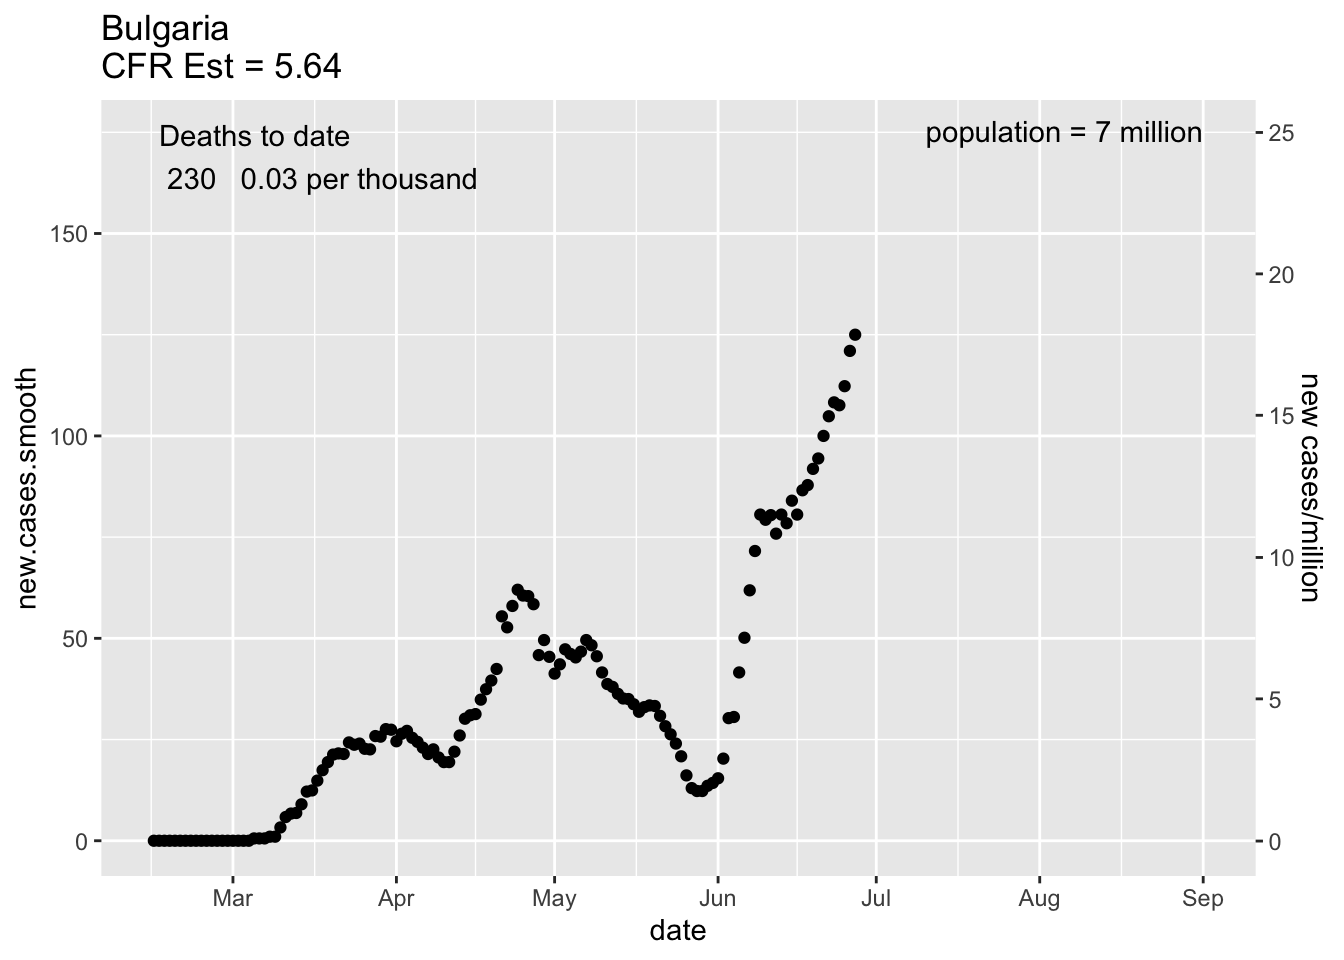 Bulgaria
CFR Est = 5.64
Deaths to date
230 0.03 per thousand
population = 7 million
new.cases.smooth
150
100
50
0
25
20
15
10
5
0
new cases/million
Mar Apr May Jun Jul Aug Sep
date